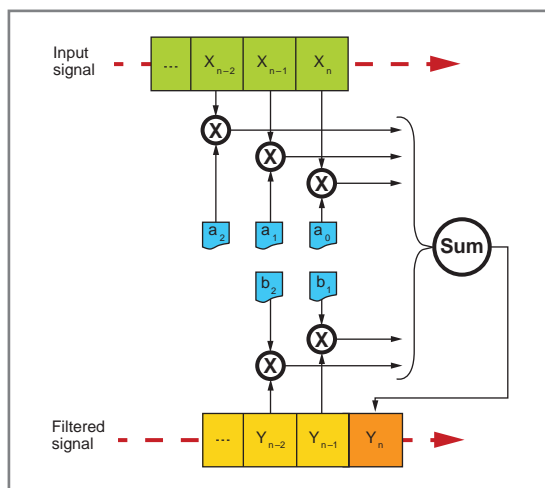 Input
signal
... X n–2 X n–1 X n
X
X
X
a 2 a 1 a 0
Sum
b 2 b 1
X
X
Filtered
signal
... Y n–2 Y n–1 Y n